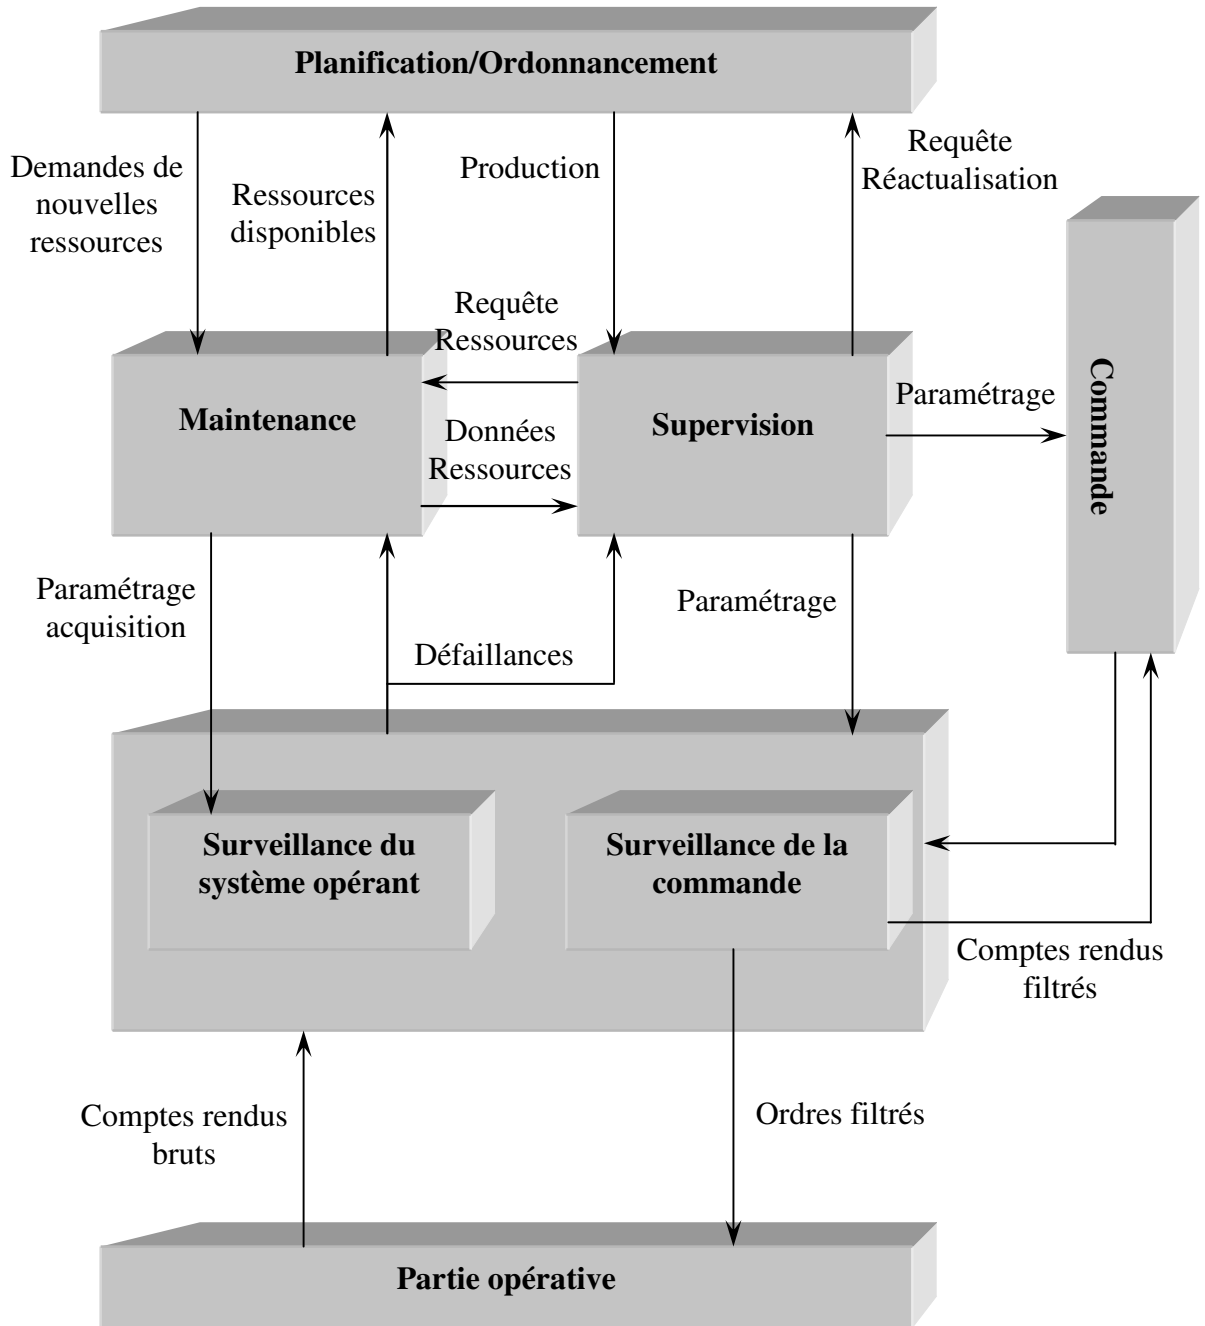 Planification/Ordonnancement
Demandes de
nouvelles
ressources
Ressources
disponibles
Production
Requête
Réactualisation
Requête
Ressources
Maintenance
Données
Ressources
Supervision
Paramétrage
Commande
Paramétrage
acquisition
Défaillances
Paramétrage
Surveillance du
système opérant
Surveillance de la
commande
Comptes rendus
filtrés
Comptes rendus
bruts
Ordres filtrés
Partie opérative